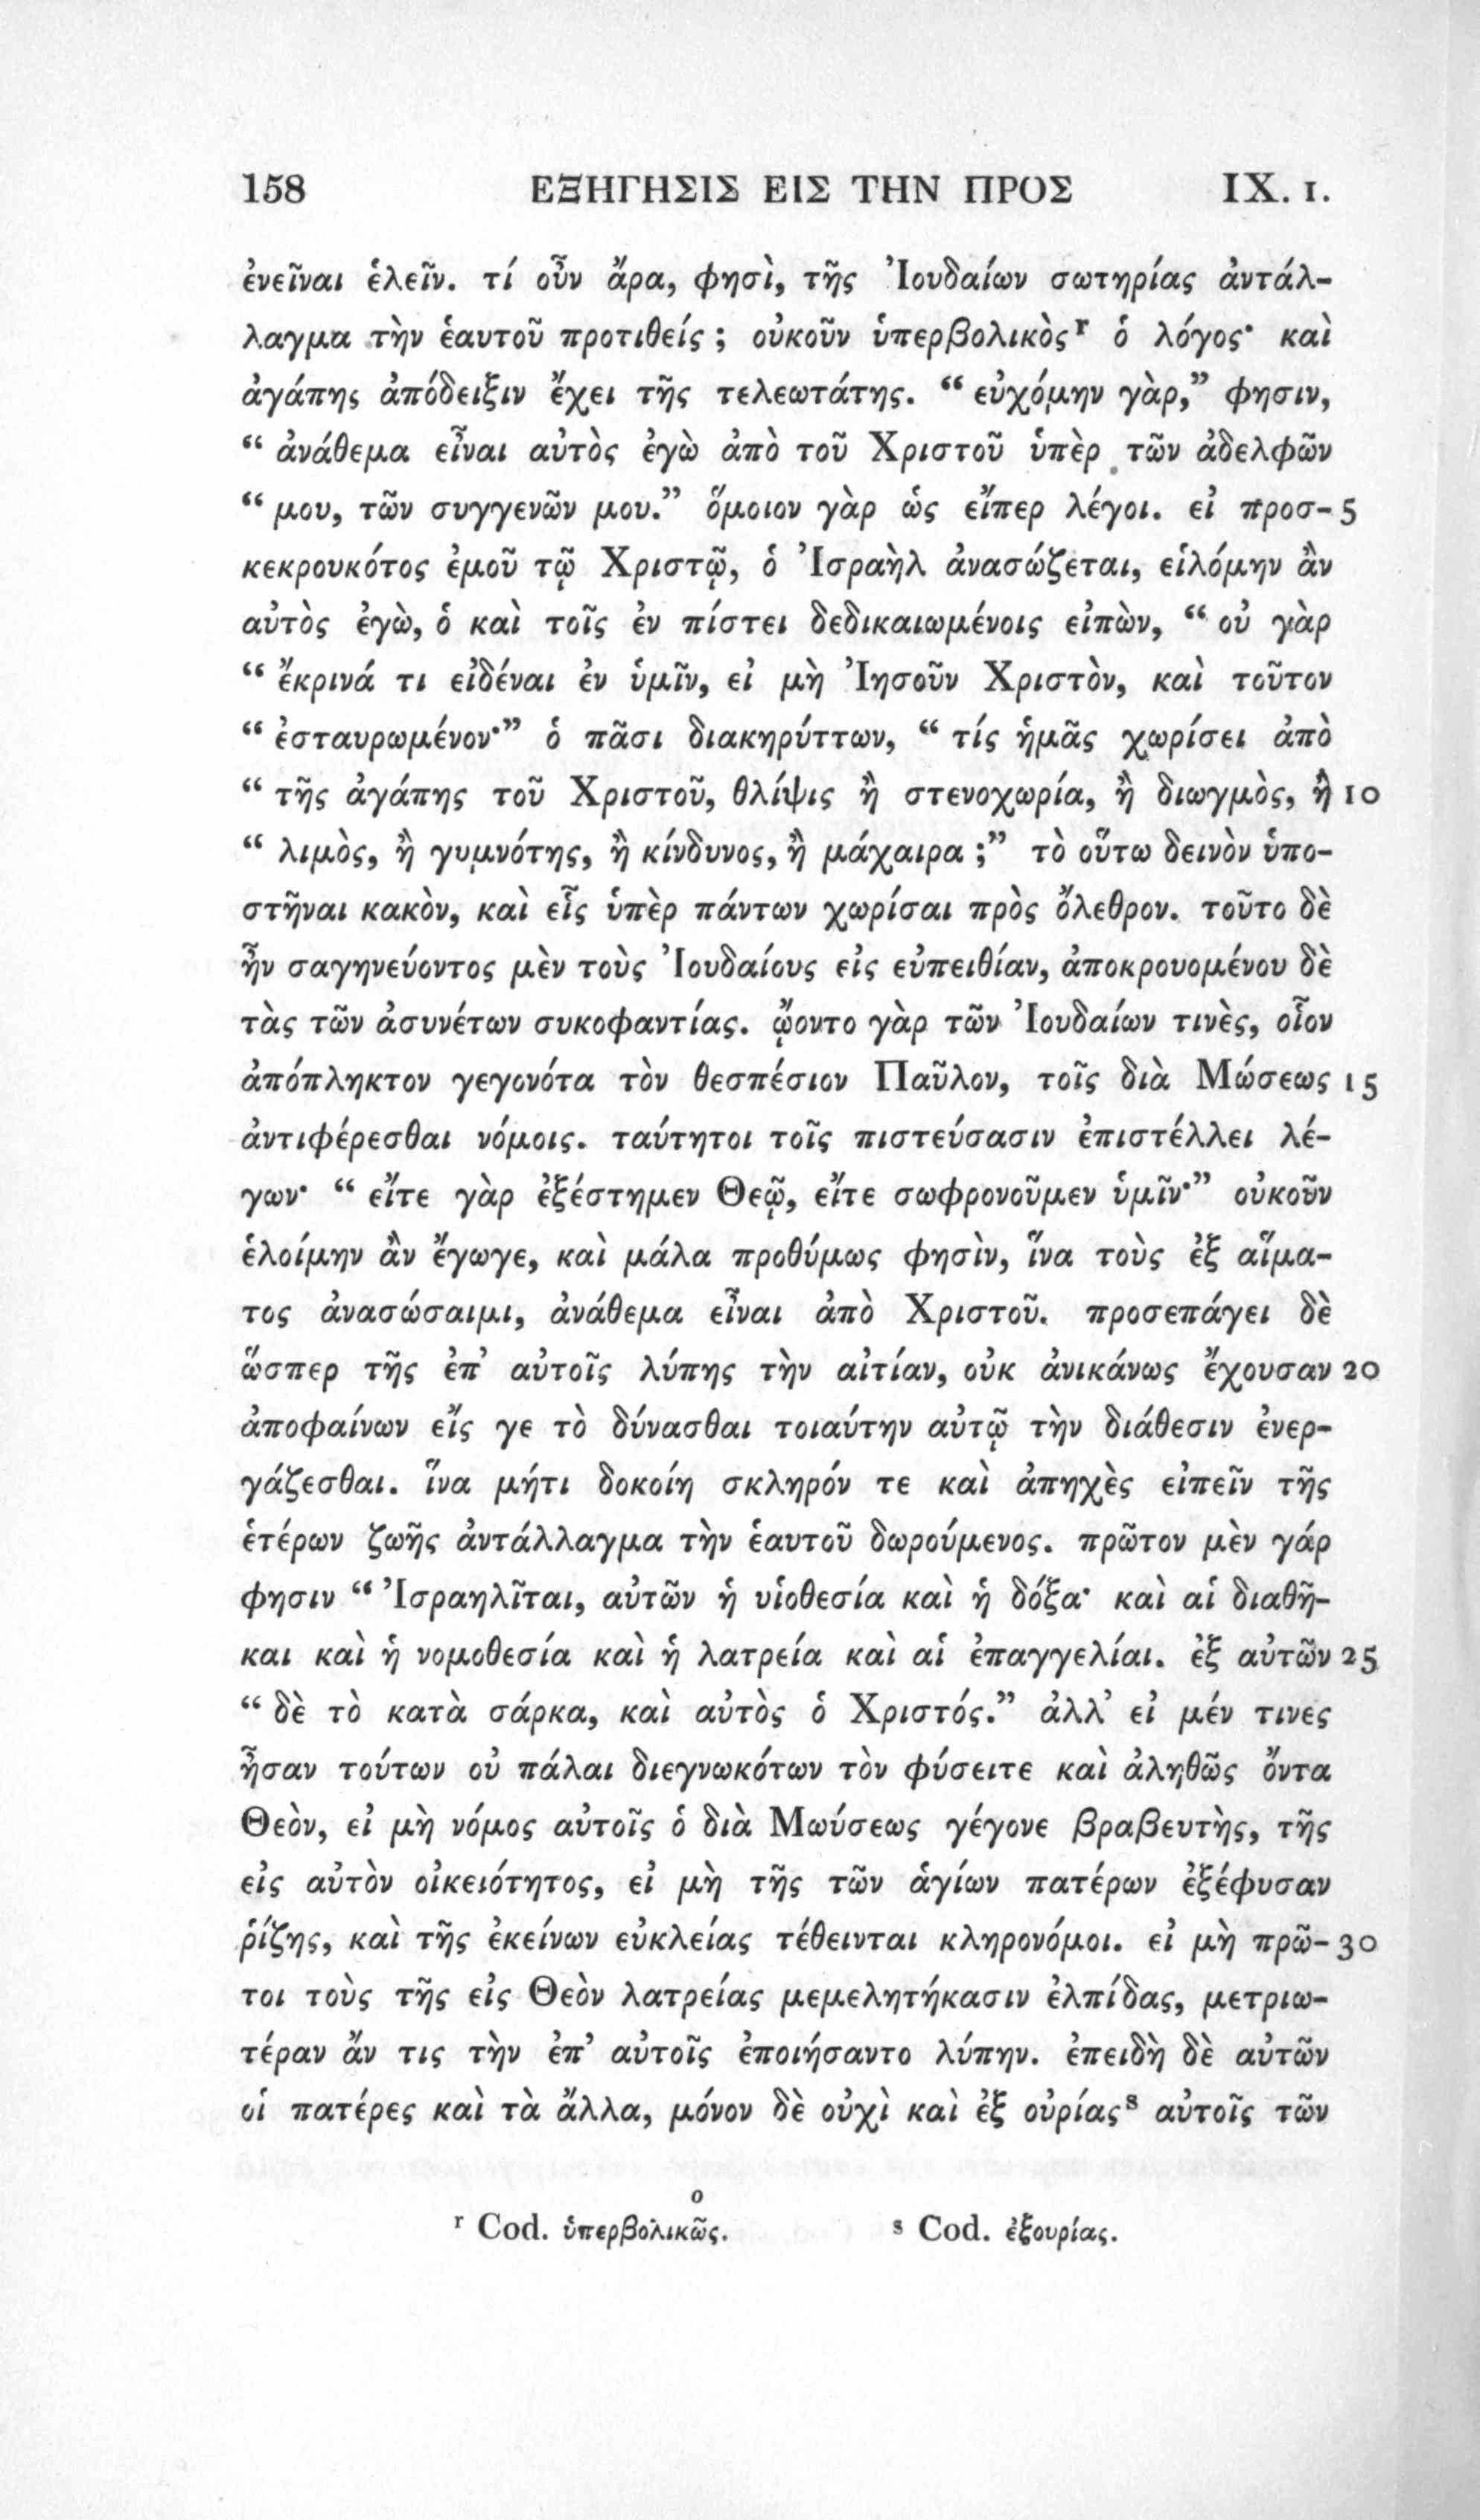 158 ΕΞΗΓΗΣΙΣ ΕΙΣ ΤΗΝ ΠΡΟΣ IX. 1.
ἐνεῖναι ἑλεῖν. τί οὖν ἄρα, φησὶ, τῆς Ἰουδαίων σωτηρίας ἀντάλ-
λαγμα τὴν ἑαυτοῦ προτιθείς ; οὐκοῦν ὑπερβολικὸς r ὁ λόγος· καὶ
ἀγάπης ἀπόδειξιν ἔχει τῆς τελεωτάτης. “ εὐχόμην γὰρ,” φησιν,
“ ἀνάθεμα εἶναι αὐτὸς ἐγὼ ἀπὸ τοῦ Χριστοῦ ὑπὲρ τῶν ἀδελφῶν
“ μου, τῶν συγγενῶν μου.” ὅμοιον γὰρ ὡς εἴπερ λέγοι. εἰ προσ- 5
κεκρουκότος ἐμοῦ τῷ Χριστῷ, ὁ Ἰσραὴλ ἀνασώζεται, εἱλόμην ἂν
αὐτὸς ἐγὼ, ὁ καὶ τοῖς ἐν πίστει δεδικαιωμένοις εἰπὼν, “ οὐ γὰρ
“ ἔκρινά τι εἰδέναι ἐν ὑμῖν, εἰ μὴ Ἰησοῦν Χριστὸν, καὶ τοῦτον
“ ἐσταυρωμένον·” ὁ πᾶσι διακηρύττων, “ τίς ἡμᾶς χωρίσει ἀπὸ
“ τῆς ἀγάπης τοῦ Χριστοῦ, θλίψις ἢ στενοχωρία, ἢ διωγμὸς, ἢ 10
“ λιμὸς, ἢ γυμνότης, ἢ κίνδυνος, ἢ μάχαιρα ;” τὸ οὕτω δεινὸν ὑπο-
στῆναι κακὸν, καὶ εἷς ὑπὲρ πάντων χωρίσαι πρὸς ὄλεθρον. τοῦτο δὲ
ἦν σαγηνεύοντος μὲν τοὺς Ἰουδαίους εἰς εὐπειθίαν, ἀποκρουομένου δὲ
τὰς τῶν ἀσυνέτων συκοφαντίας. ᾤοντο γὰρ τῶν Ἰουδαίων τινὲς, οἷον
ἀπόπληκτον γεγονότα τὸν θεσπέσιον Παῦλον, τοῖς διὰ Μώσεως 15
ἀντιφέρεσθαι νόμοις. ταύτητοι τοῖς πιστεύσασιν ἐπιστέλλει λέ-
γων· “ εἴτε γὰρ ἐξέστημεν Θεῷ, εἴτε σωφρονοῦμεν ὑμῖν·” οὐκοῦν
ἑλοίμην ἂν ἔγωγε, καὶ μάλα προθύμως φησὶν, ἵνα τοὺς ἐξ αἵμα-
τος ἀνασώσαιμι, ἀνάθεμα εἶναι ἀπὸ Χριστοῦ. προσεπάγει δὲ
ὥσπερ τῆς ἐπ’ αὐτοῖς λύπης τὴν αἰτίαν, οὐκ ἀνικάνως ἔχουσαν 20
ἀποφαίνων εἴς γε τὸ δύνασθαι τοιαύτην αὐτῷ τὴν διάθεσιν ἐνερ-
γάζεσθαι. ἵνα μήτι δοκοίη σκληρόν τε καὶ ἀπηχὲς εἰπεῖν τῆς
ἑτέρων ζωῆς ἀντάλλαγμα τὴν ἑαυτοῦ δωρούμενος. πρῶτον μὲν γάρ
φησιν “ Ἰσραηλῖται, αὐτῶν ἡ υἱοθεσία καὶ ἡ δόξα· καὶ αἱ διαθῆ-
και καὶ ἡ νομοθεσία καὶ ἡ λατρεία καὶ αἱ ἐπαγγελίαι. ἐξ αὐτῶν 25
“ δὲ τὸ κατὰ σάρκα, καὶ αὐτὸς ὁ Χριστός.” ἀλλ’ εἰ μέν τινες
ἦσαν τούτων οὐ πάλαι διεγνωκότων τὸν φύσειτε καὶ ἀληθῶς ὄντα
Θεὸν, εἰ μὴ νόμος αὐτοῖς ὁ διὰ Μωύσεως γέγονε βραβευτὴς, τῆς
εἰς αὐτὸν οἰκειότητος, εἰ μὴ τῆς τῶν ἁγίων πατέρων ἐξέφυσαν
ῥίζης, καὶ τῆς ἐκείνων εὐκλείας τέθεινται κληρονόμοι. εἰ μὴ πρῶ- 30
τοι τοὺς τῆς εἰς Θεὸν λατρείας μεμελητήκασιν ἐλπίδας, μετριω-
τέραν ἄν τις τὴν ἐπ’ αὐτοῖς ἐποιήσαντο λύπην. ἐπειδὴ δὲ αὐτῶν
οἱ πατέρες καὶ τὰ ἄλλα, μόνον δὲ οὐχὶ καὶ ἐξ οὐρίας s αὐτοῖς τῶν
ο
r Cod. ὑπερβολικῶς. s Cod. ἐξουρίας.